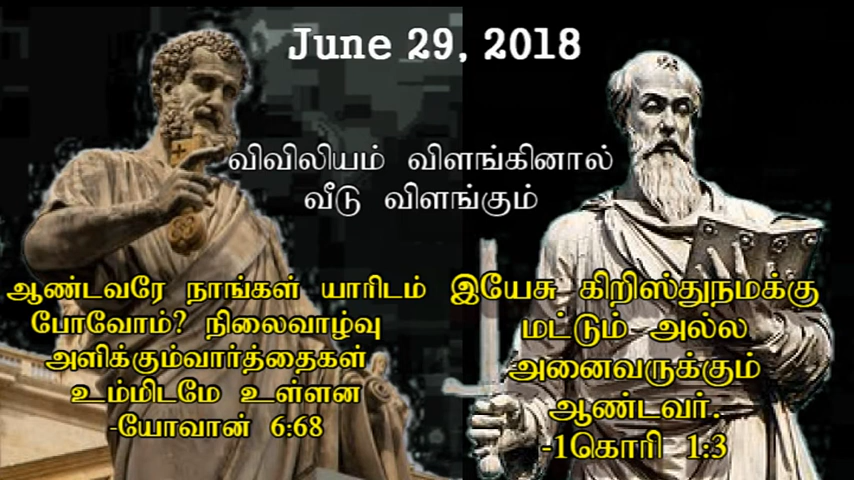 June 29, 2018
விவிலியம் விளங்கினால்
வீடு விளங்கும்
ஆண்டவரே நாங்கள் யாரிடம்
போவோம்? நிலைவாழ்வு
அளிக்கும்வார்த்தைகள்
உம்மிடமே உள்ளன
-யோவான் 6:68
இயேசு கிறிஸ்துநமக்கு
மட்டும் அல்ல
அனைவருக்கும்
ஆண்டவர்.
-1கொரி 1:3